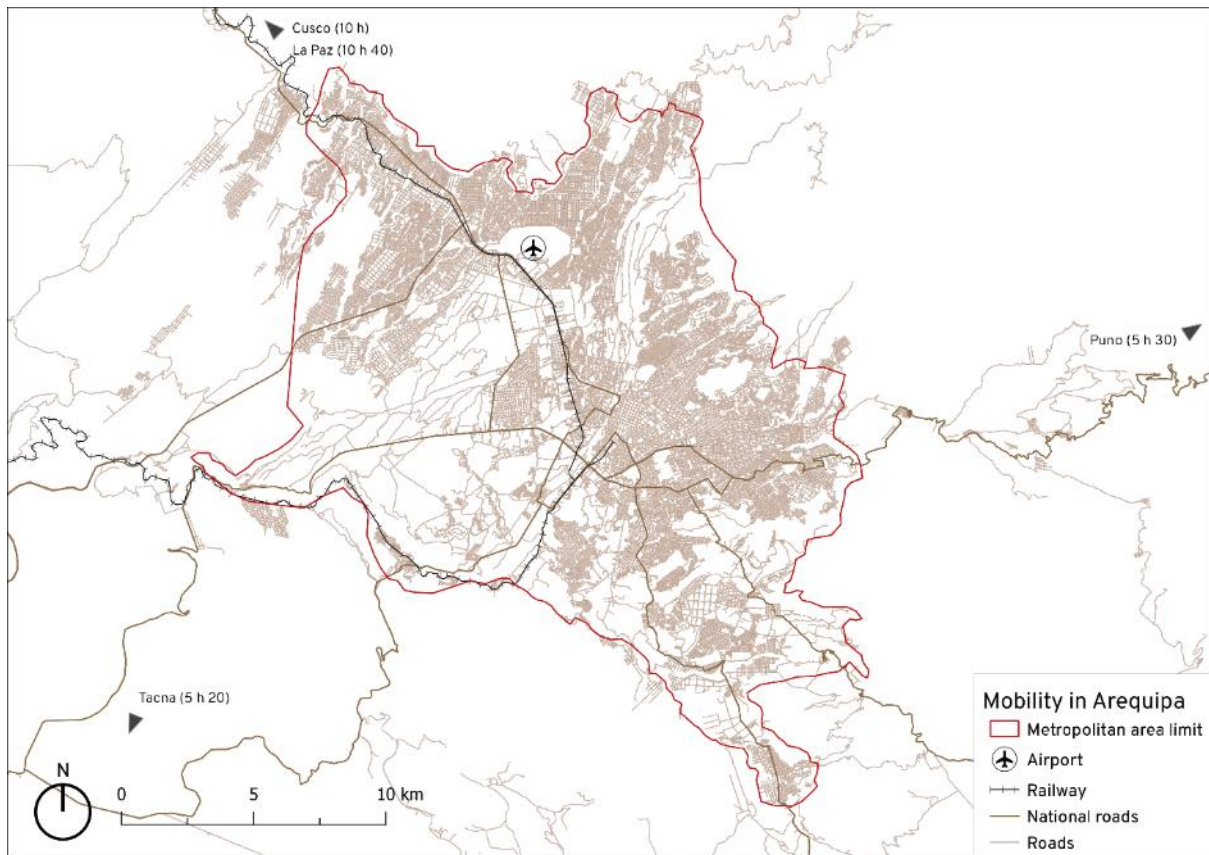 Cusco (10 h)
La Paz (10 h 40)
Puno (5 h 30)
Tacna (5 h 20)
N
0 5 10 km
Mobility in Arequipa
Metropolitan area limit
Airport
Railway
National roads
Roads